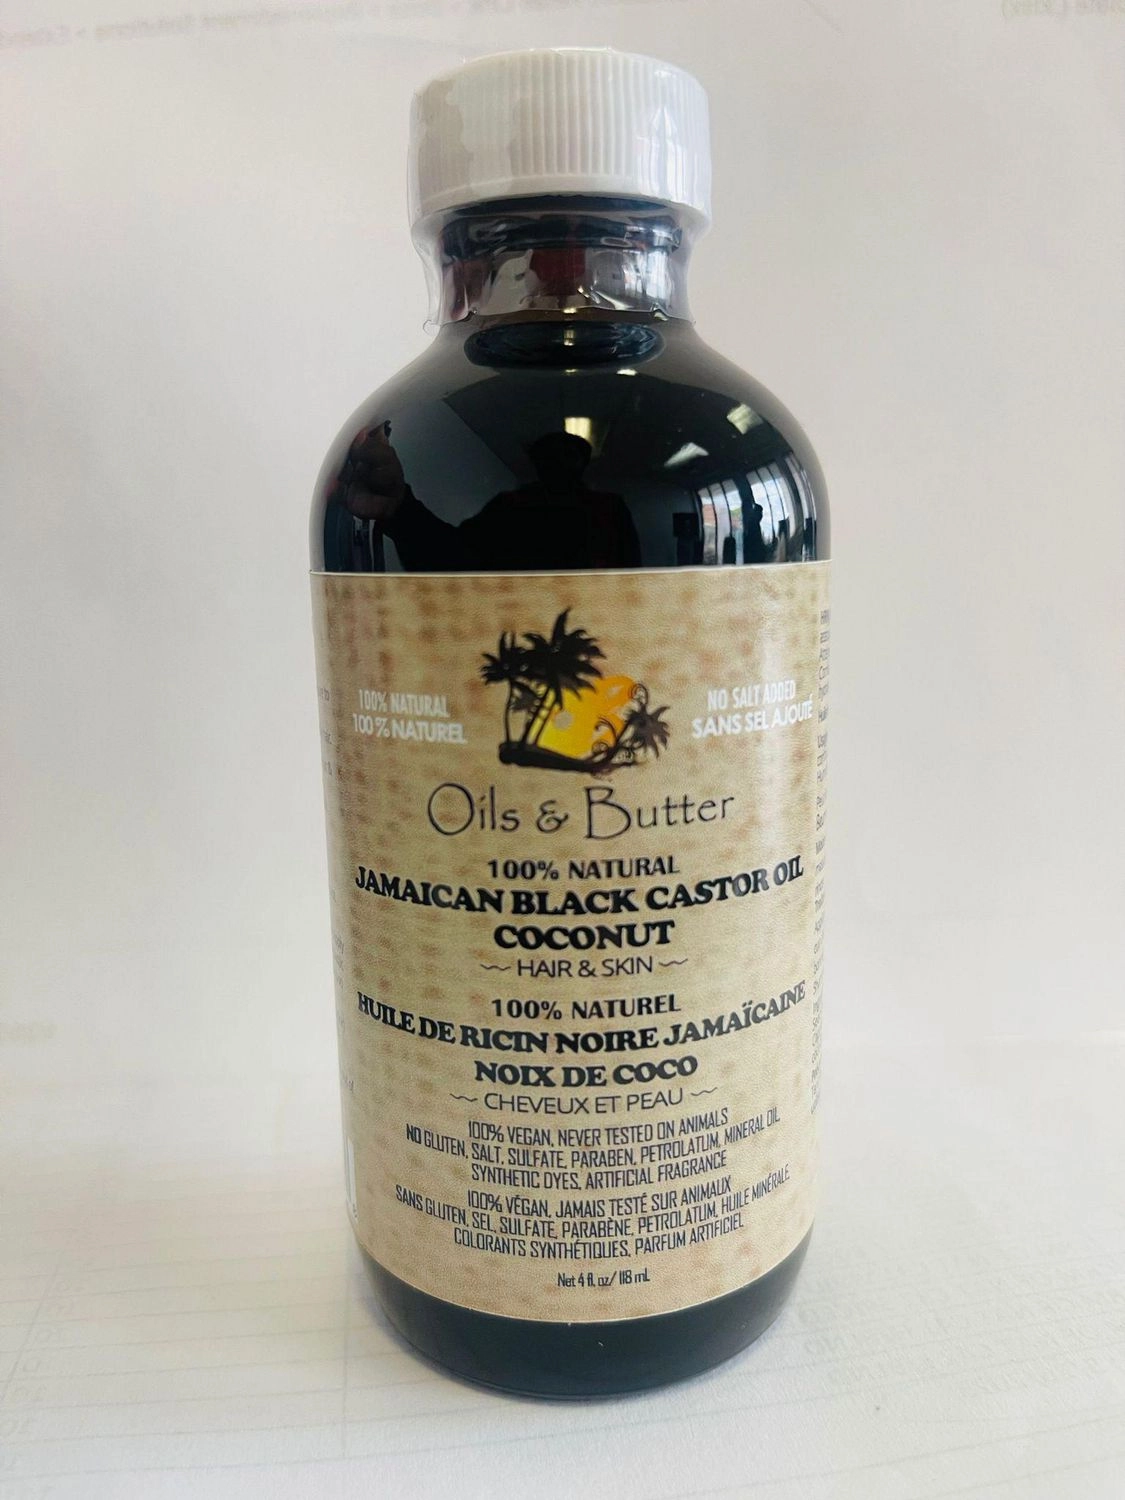 100% NATURAL
100% NATUREL
NO SALT ADDED
SANS SEL AJOUTÉ
Oils & Butter
100% NATURAL
JAMAICAN BLACK CASTOR OIL
COCONUT
HAIR & SKIN
100% NATUREL
HUILE DE RICIN NOIRE JAMAÏCAINE
NOIX DE COCO
CHEVEUX ET PEAU
100% VEGAN, NEVER TESTED ON ANIMALS
NO GLUTEN, SALT, SULFATE, PARABEN, PETROLATUM, MINERAL OIL,
SYNTHETIC DYES, ARTIFICIAL FRAGRANCE
100% VÉGAN, JAMAIS TESTÉ SUR ANIMAUX
SANS GLUTEN, SEL, SULFATE, PARABÈNE, PETROLATUM, HUILE MINÉRALE,
COLORANTS SYNTHÉTIQUES, PARFUM ARTIFICIEL
Net 4 fl. oz/ 118 mL